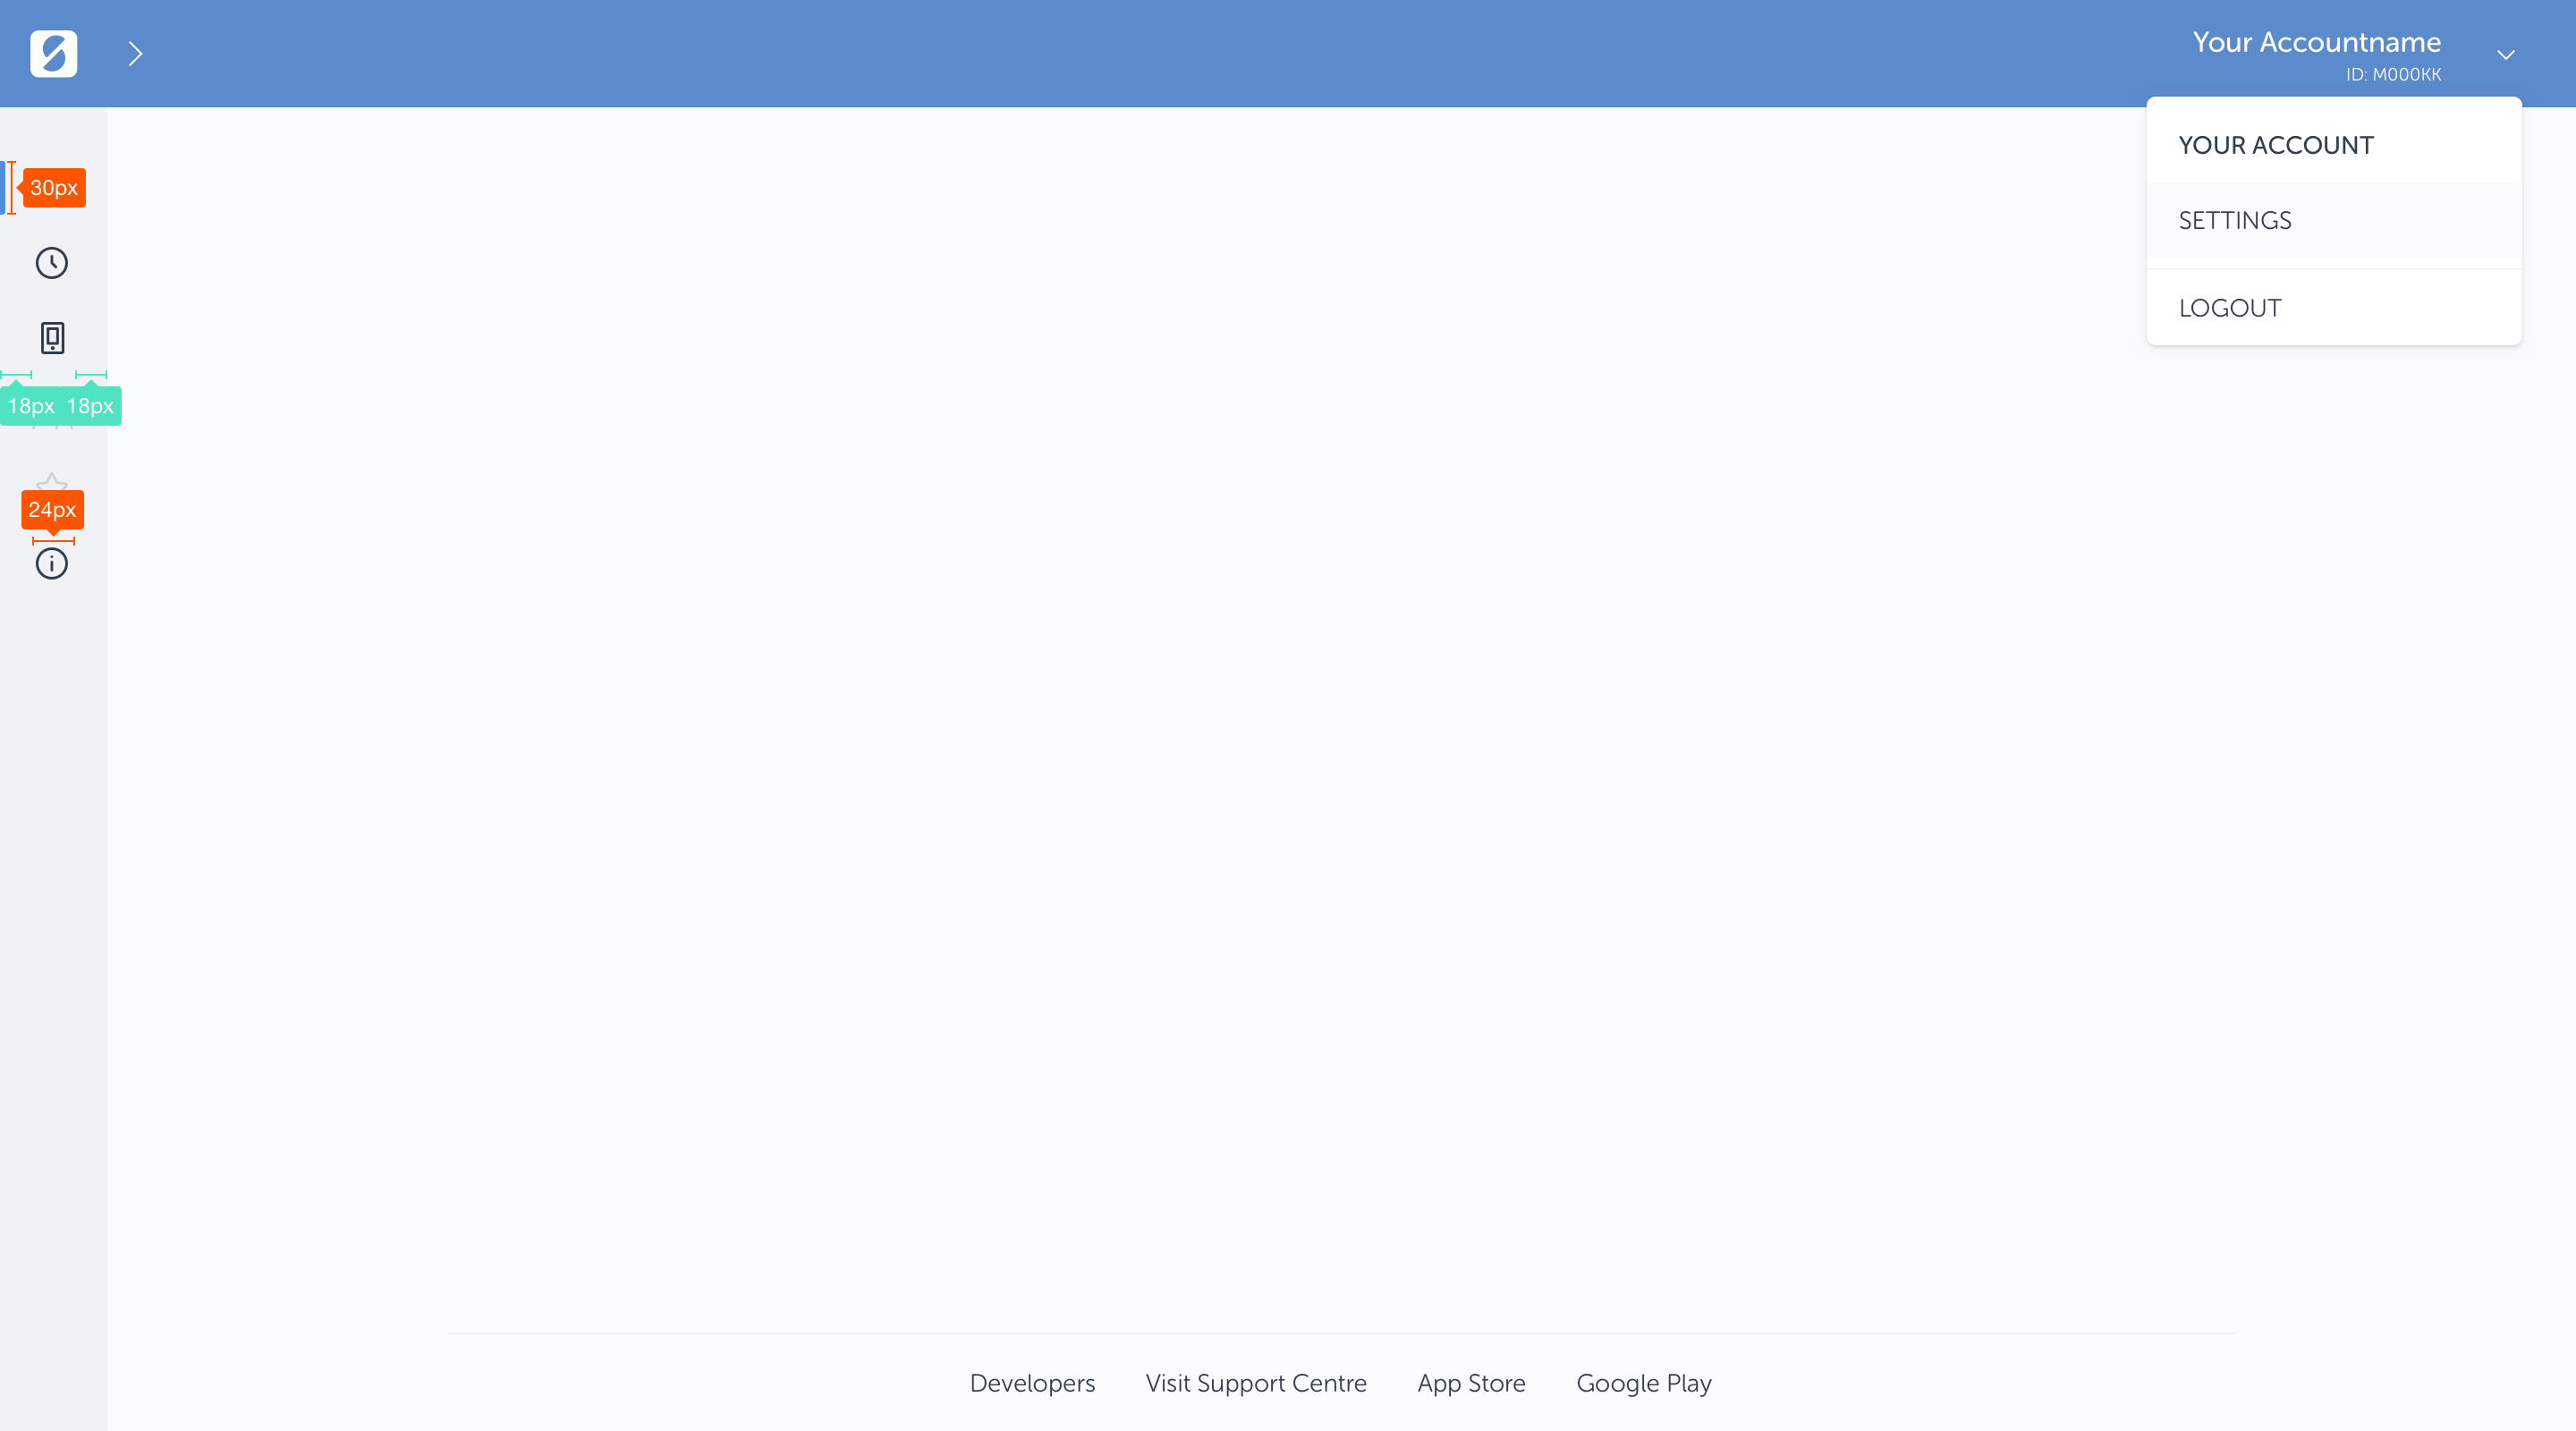 Your Accountname
ID: M000KK
YOUR ACCOUNT
SETTINGS
LOGOUT
30px
18px 18px
24px
Developers Visit Support Centre App Store Google Play